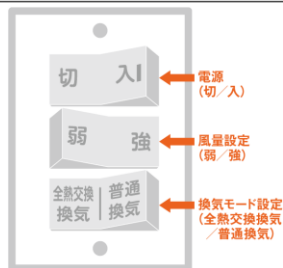 切 入
電源
(切／入)
弱 強
風量設定
(弱／強)
全熱交換
換気
普通
換気
換気モード設定
(全熱交換換気
／普通換気)